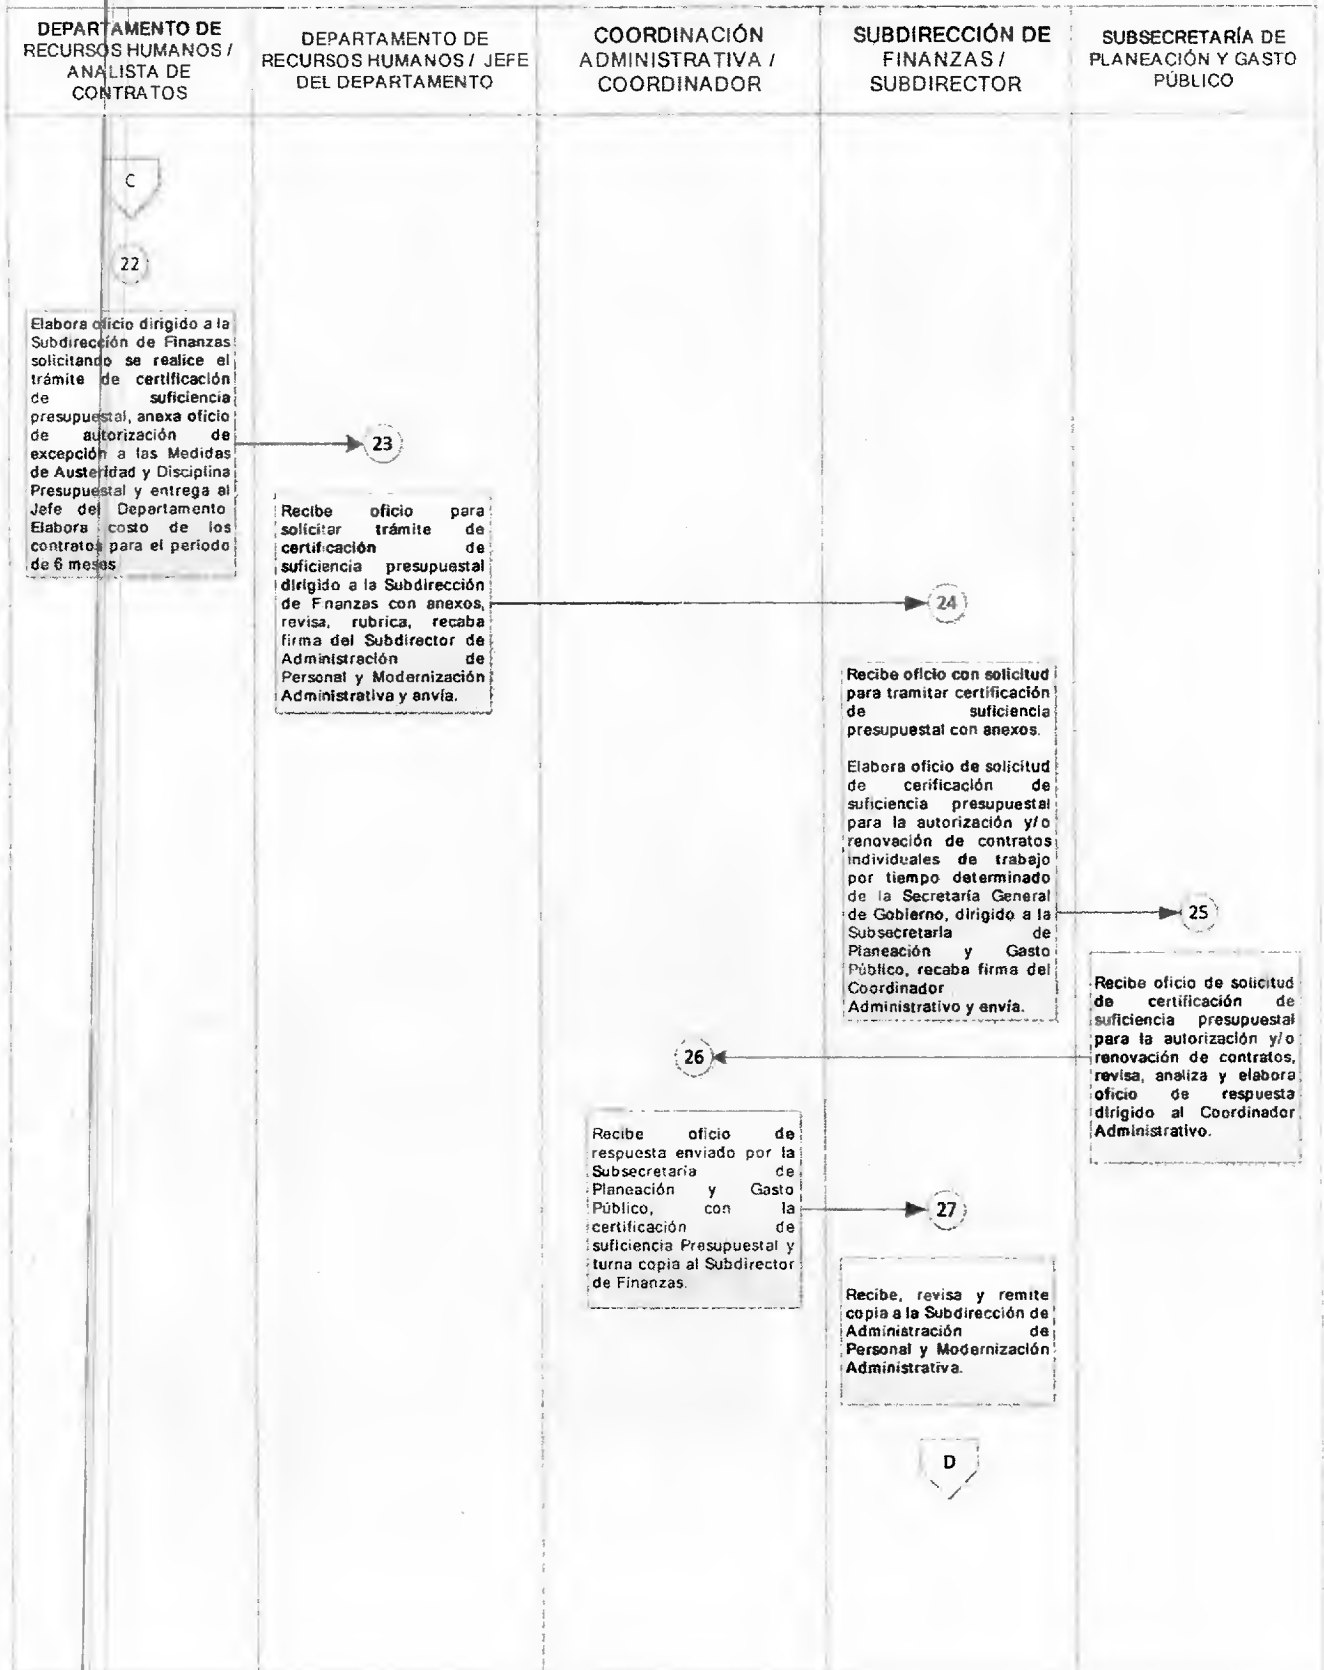 DEPARTAMENTO DE
RECURSOS HUMANOS /
ANALISTA DE
CONTRATOS
DEPARTAMENTO DE
RECURSOS HUMANOS / JEFE
DEL DEPARTAMENTO
COORDINACIÓN
ADMINISTRATIVA /
COORDINADOR
SUBDIRECCIÓN DE
FINANZAS /
SUBDIRECTOR
SUBSECRETARÍA DE
PLANEACIÓN Y GASTO
PÚBLICO
C
22
Elabora oficio dirigido a la
Subdirección de Finanzas
solicitando se realice el
trámite de certificación
de suficiencia
presupuestal, anexa oficio
de autorización de
excepción a las Medidas
de Austeridad y Disciplina
Presupuestal y entrega al
Jefe del Departamento
Elabora costo de los
contratos para el período
de 6 meses
23
Recibe oficio para
solicitar trámite de
certificación de
suficiencia presupuestal
dirigido a la Subdirección
de Finanzas con anexos,
revisa, rubrica, recaba
firma del Subdirector de
Administración de
Personal y Modernización
Administrativa y envía.
24
Recibe oficio con solicitud
para tramitar certificación
de suficiencia
presupuestal con anexos.
Elabora oficio de solicitud
de cerificación de
suficiencia presupuestal
para la autorización y/o
renovación de contratos
individuales de trabajo
por tiempo determinado
de la Secretaría General
de Gobierno, dirigido a la
Subsecretaría de
Planeación y Gasto
Público, recaba firma del
Coordinador
Administrativo y envía.
25
Recibe oficio de solicitud
de certificación de
suficiencia presupuestal
para la autorización y/o
renovación de contratos,
revisa, analiza y elabora
oficio de respuesta
dirigido al Coordinador
Administrativo.
26
Recibe oficio de
respuesta enviado por la
Subsecretaría de
Planeación y Gasto
Público, con la
certificación de
suficiencia Presupuestal y
turna copia al Subdirector
de Finanzas.
27
Recibe, revisa y remite
copia a la Subdirección de
Administración de
Personal y Modernización
Administrativa.
D